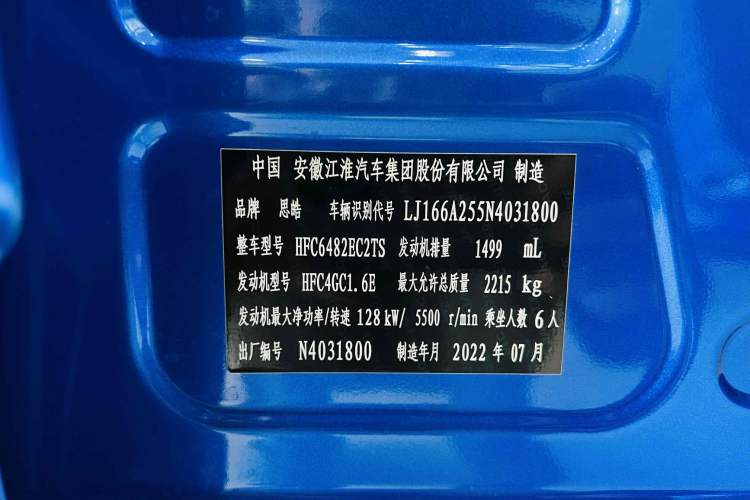 中国 安徽江淮汽车集团股份有限公司 制造
品牌 思皓 车辆识别代号 LJ166A255N4031800
整车型号 HFC6482EC2TS 发动机排量 1499 mL
发动机型号 HFC4GC1.6E 最大允许总质量 2215 kg
发动机最大净功率/转速 128 kW/ 5500 r/min 乘坐人数 6 人
出厂编号 N4031800 制造年月 2022 年 07 月